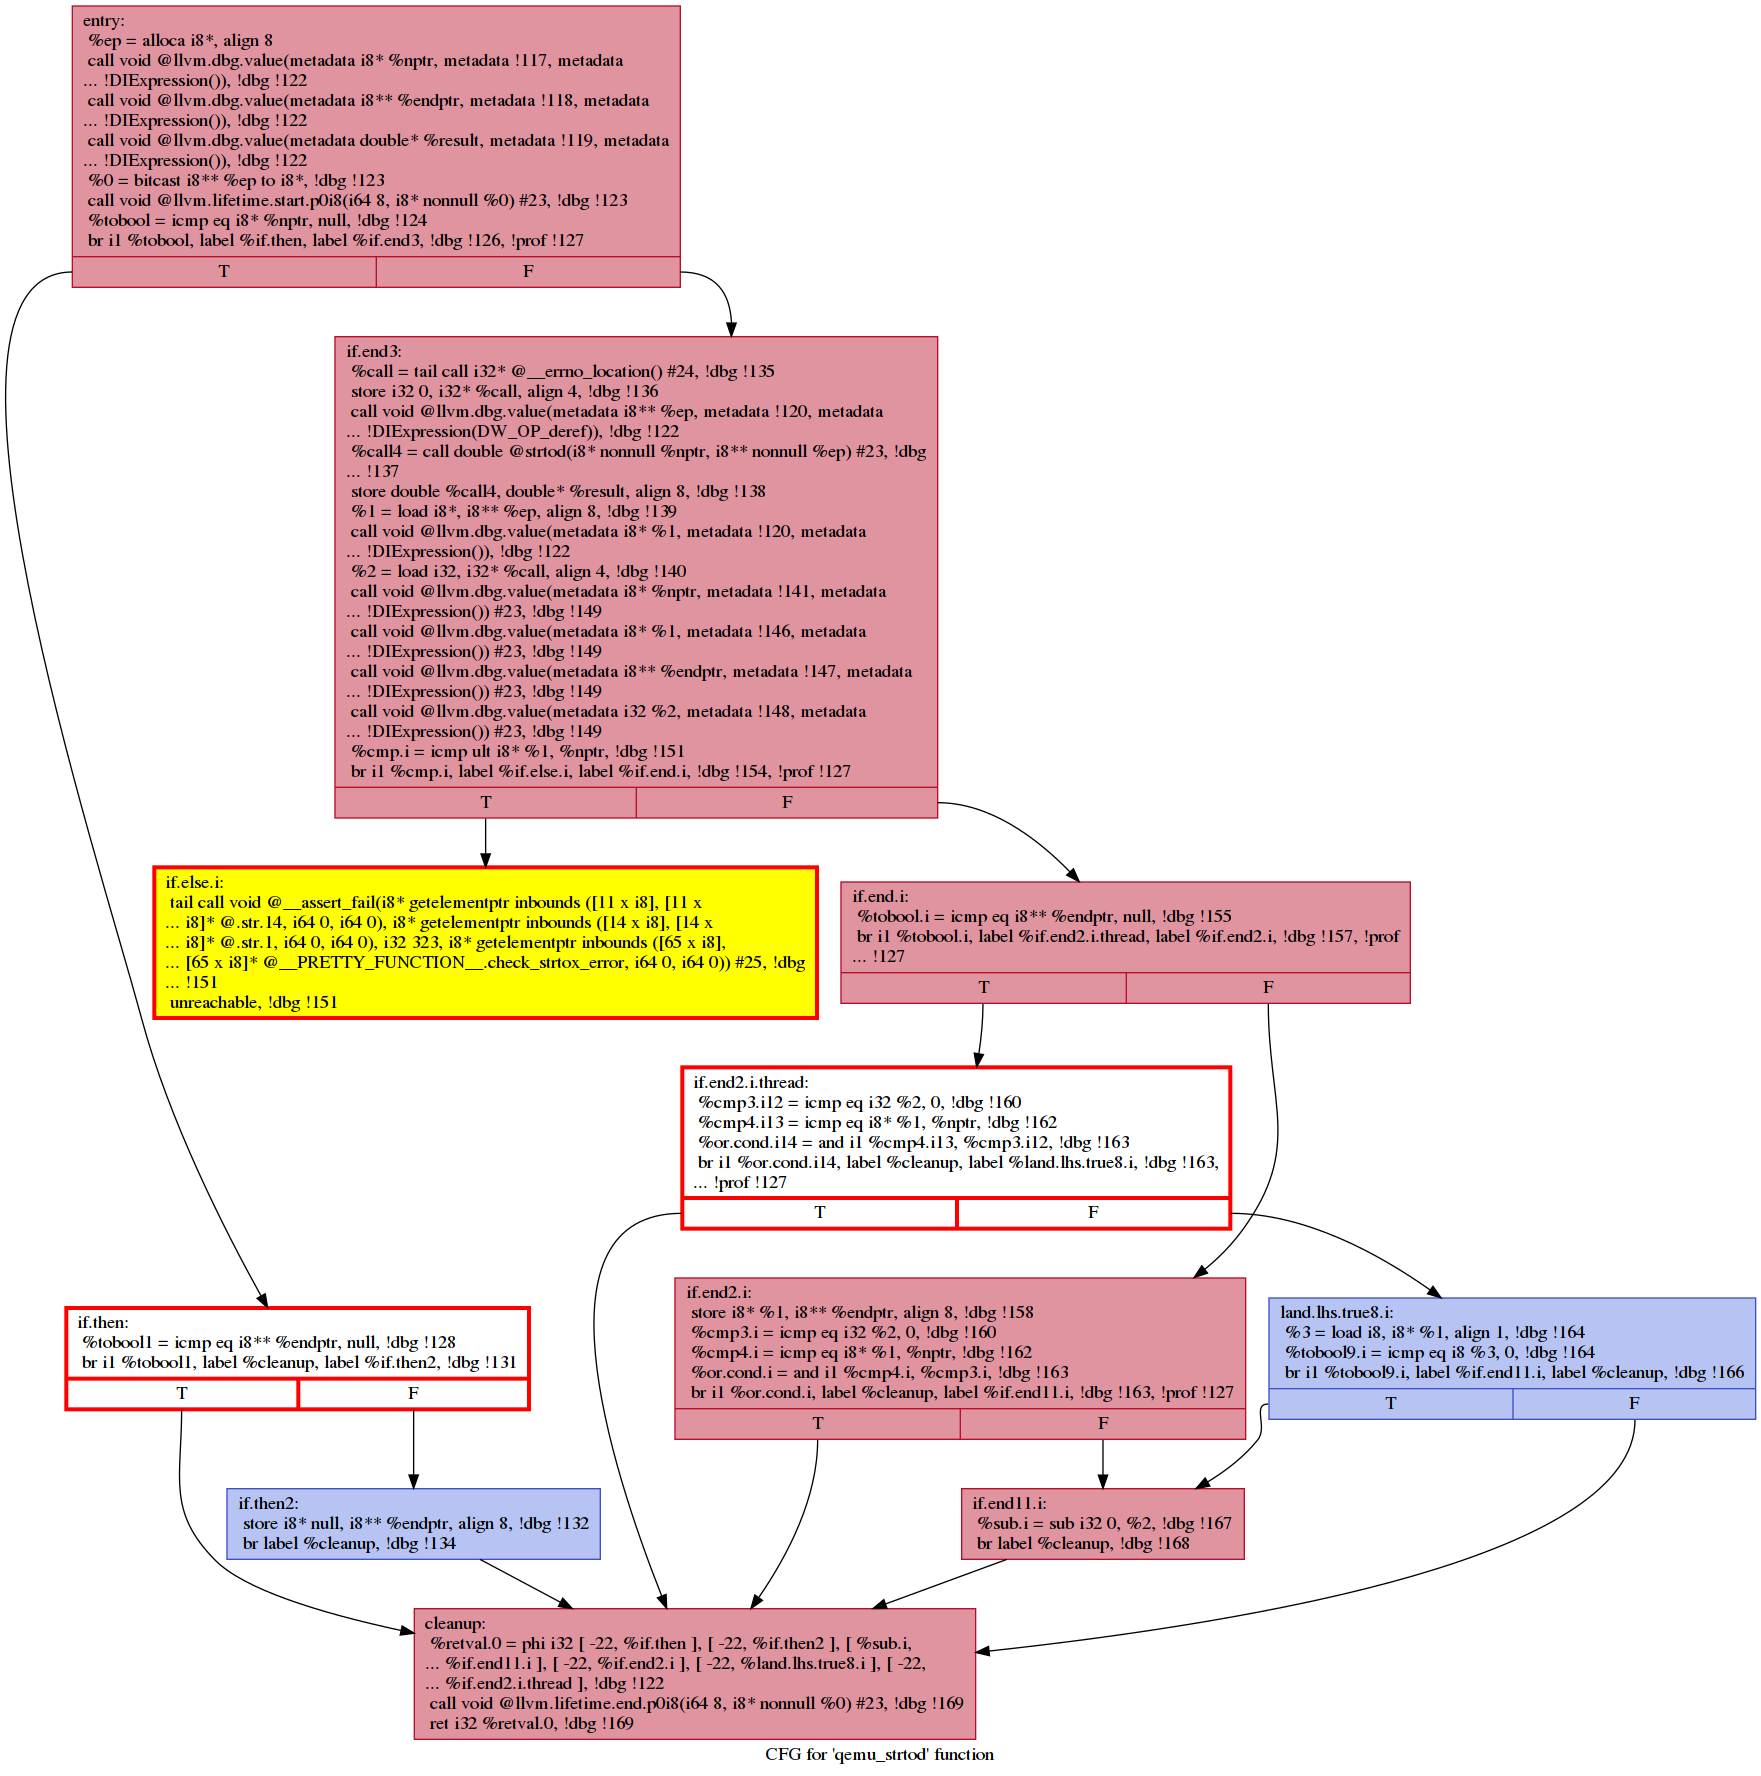 entry:
%ep = alloca i8*, align 8
call void @llvm.dbg.value(metadata i8* %nptr, metadata !117, metadata
... !DIExpression()), !dbg !122
call void @llvm.dbg.value(metadata i8** %endptr, metadata !118, metadata
... !DIExpression()), !dbg !122
call void @llvm.dbg.value(metadata double* %result, metadata !119, metadata
... !DIExpression()), !dbg !122
%0 = bitcast i8** %ep to i8*, !dbg !123
call void @llvm.lifetime.start.p0i8(i64 8, i8* nonnull %0) #23, !dbg !123
%tobool = icmp eq i8* %nptr, null, !dbg !124
br i1 %tobool, label %if.then, label %if.end3, !dbg !126, !prof !127
T
F
if.end3:
%call = tail call i32* @__errno_location() #24, !dbg !135
store i32 0, i32* %call, align 4, !dbg !136
call void @llvm.dbg.value(metadata i8** %ep, metadata !120, metadata
... !DIExpression(DW_OP_deref)), !dbg !122
%call4 = call double @strtod(i8* nonnull %nptr, i8** nonnull %ep) #23, !dbg
... !137
store double %call4, double* %result, align 8, !dbg !138
%1 = load i8*, i8** %ep, align 8, !dbg !139
call void @llvm.dbg.value(metadata i8* %1, metadata !120, metadata
... !DIExpression()), !dbg !122
%2 = load i32, i32* %call, align 4, !dbg !140
call void @llvm.dbg.value(metadata i8* %nptr, metadata !141, metadata
... !DIExpression()) #23, !dbg !149
call void @llvm.dbg.value(metadata i8* %1, metadata !146, metadata
... !DIExpression()) #23, !dbg !149
call void @llvm.dbg.value(metadata i8** %endptr, metadata !147, metadata
... !DIExpression()) #23, !dbg !149
call void @llvm.dbg.value(metadata i32 %2, metadata !148, metadata
... !DIExpression()) #23, !dbg !149
%cmp.i = icmp ult i8* %1, %nptr, !dbg !151
br i1 %cmp.i, label %if.else.i, label %if.end.i, !dbg !154, !prof !127
T
F
if.else.i:
tail call void @__assert_fail(i8* getelementptr inbounds ([11 x i8], [11 x
... i8]* @.str.14, i64 0, i64 0), i8* getelementptr inbounds ([14 x i8], [14 x
... i8]* @.str.1, i64 0, i64 0), i32 323, i8* getelementptr inbounds ([65 x i8],
... [65 x i8]* @__PRETTY_FUNCTION__.check_strtox_error, i64 0, i64 0)) #25, !dbg
... !151
unreachable, !dbg !151
if.end.i:
%tobool.i = icmp eq i8** %endptr, null, !dbg !155
br i1 %tobool.i, label %if.end2.i.thread, label %if.end2.i, !dbg !157, !prof
... !127
T
F
if.end2.i.thread:
%cmp3.i12 = icmp eq i32 %2, 0, !dbg !160
%cmp4.i13 = icmp eq i8* %1, %nptr, !dbg !162
%or.cond.i14 = and i1 %cmp4.i13, %cmp3.i12, !dbg !163
br i1 %or.cond.i14, label %cleanup, label %land.lhs.true8.i, !dbg !163,
... !prof !127
T
F
if.end2.i:
store i8* %1, i8** %endptr, align 8, !dbg !158
%cmp3.i = icmp eq i32 %2, 0, !dbg !160
%cmp4.i = icmp eq i8* %1, %nptr, !dbg !162
%or.cond.i = and i1 %cmp4.i, %cmp3.i, !dbg !163
br i1 %or.cond.i, label %cleanup, label %if.end11.i, !dbg !163, !prof !127
T
F
land.lhs.true8.i:
%3 = load i8, i8* %1, align 1, !dbg !164
%tobool9.i = icmp eq i8 %3, 0, !dbg !164
br i1 %tobool9.i, label %if.end11.i, label %cleanup, !dbg !166
T
F
if.then:
%tobool1 = icmp eq i8** %endptr, null, !dbg !128
br i1 %tobool1, label %cleanup, label %if.then2, !dbg !131
T
F
if.then2:
store i8* null, i8** %endptr, align 8, !dbg !132
br label %cleanup, !dbg !134
if.end11.i:
%sub.i = sub i32 0, %2, !dbg !167
br label %cleanup, !dbg !168
cleanup:
%retval.0 = phi i32 [ -22, %if.then ], [ -22, %if.then2 ], [ %sub.i,
... %if.end11.i ], [ -22, %if.end2.i ], [ -22, %land.lhs.true8.i ], [ -22,
... %if.end2.i.thread ], !dbg !122
call void @llvm.lifetime.end.p0i8(i64 8, i8* nonnull %0) #23, !dbg !169
ret i32 %retval.0, !dbg !169
CFG for 'qemu_strtod' function